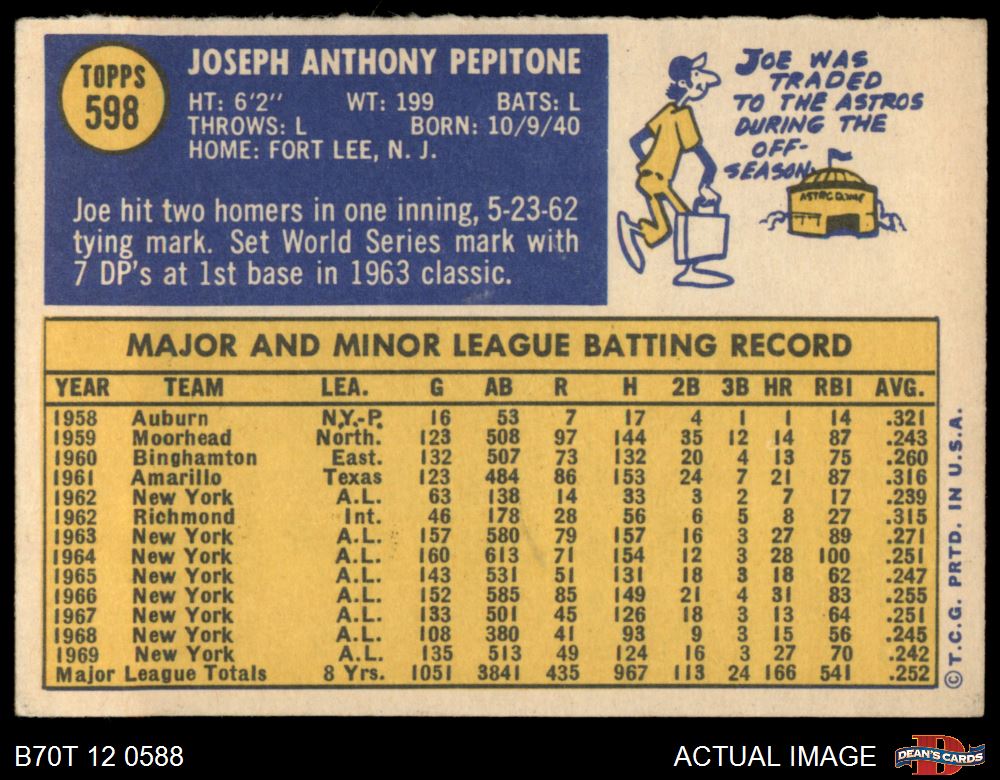 TOPPS
598
JOSEPH ANTHONY PEPITONE
HT: 6'2" WT: 199 BATS: L
THROWS: L BORN: 10/9/40
HOME: FORT LEE, N. J.
Joe hit two homers in one inning, 5-23-62
tying mark. Set World Series mark with
7 DP's at 1st base in 1963 classic.
JOE WAS
TRADED
TO THE ASTROS
DURING THE
OFF-
SEASON
ASTRODOME
MAJOR AND MINOR LEAGUE BATTING RECORD
YEAR TEAM LEA. G AB R H 2B 3B HR RBI AVG.
1958 Auburn N.Y.-P. 16 53 7 17 4 1 1 14 .321
1959 Moorhead North. 123 508 97 144 35 12 14 87 .243
1960 Binghamton East. 132 507 73 132 20 4 13 75 .260
1961 Amarillo Texas 123 484 86 153 24 7 21 87 .316
1962 New York A.L. 63 138 14 33 3 2 7 17 .239
1962 Richmond Int. 46 178 28 56 6 5 8 27 .315
1963 New York A.L. 157 580 79 157 16 3 27 89 .271
1964 New York A.L. 160 613 71 154 12 3 28 100 .251
1965 New York A.L. 143 531 51 131 18 3 18 62 .247
1966 New York A.L. 152 585 85 149 21 4 31 83 .255
1967 New York A.L. 133 501 45 126 18 3 13 64 .251
1968 New York A.L. 108 380 41 93 9 3 15 56 .245
1969 New York A.L. 135 513 49 124 16 3 27 70 .242
Major League Totals 8 Yrs. 1051 3841 435 967 113 24 166 541 .252
©T.C.G. PRTD. IN U.S.A.
B70T 12 0588
ACTUAL IMAGE
D
DEAN'S CARDS